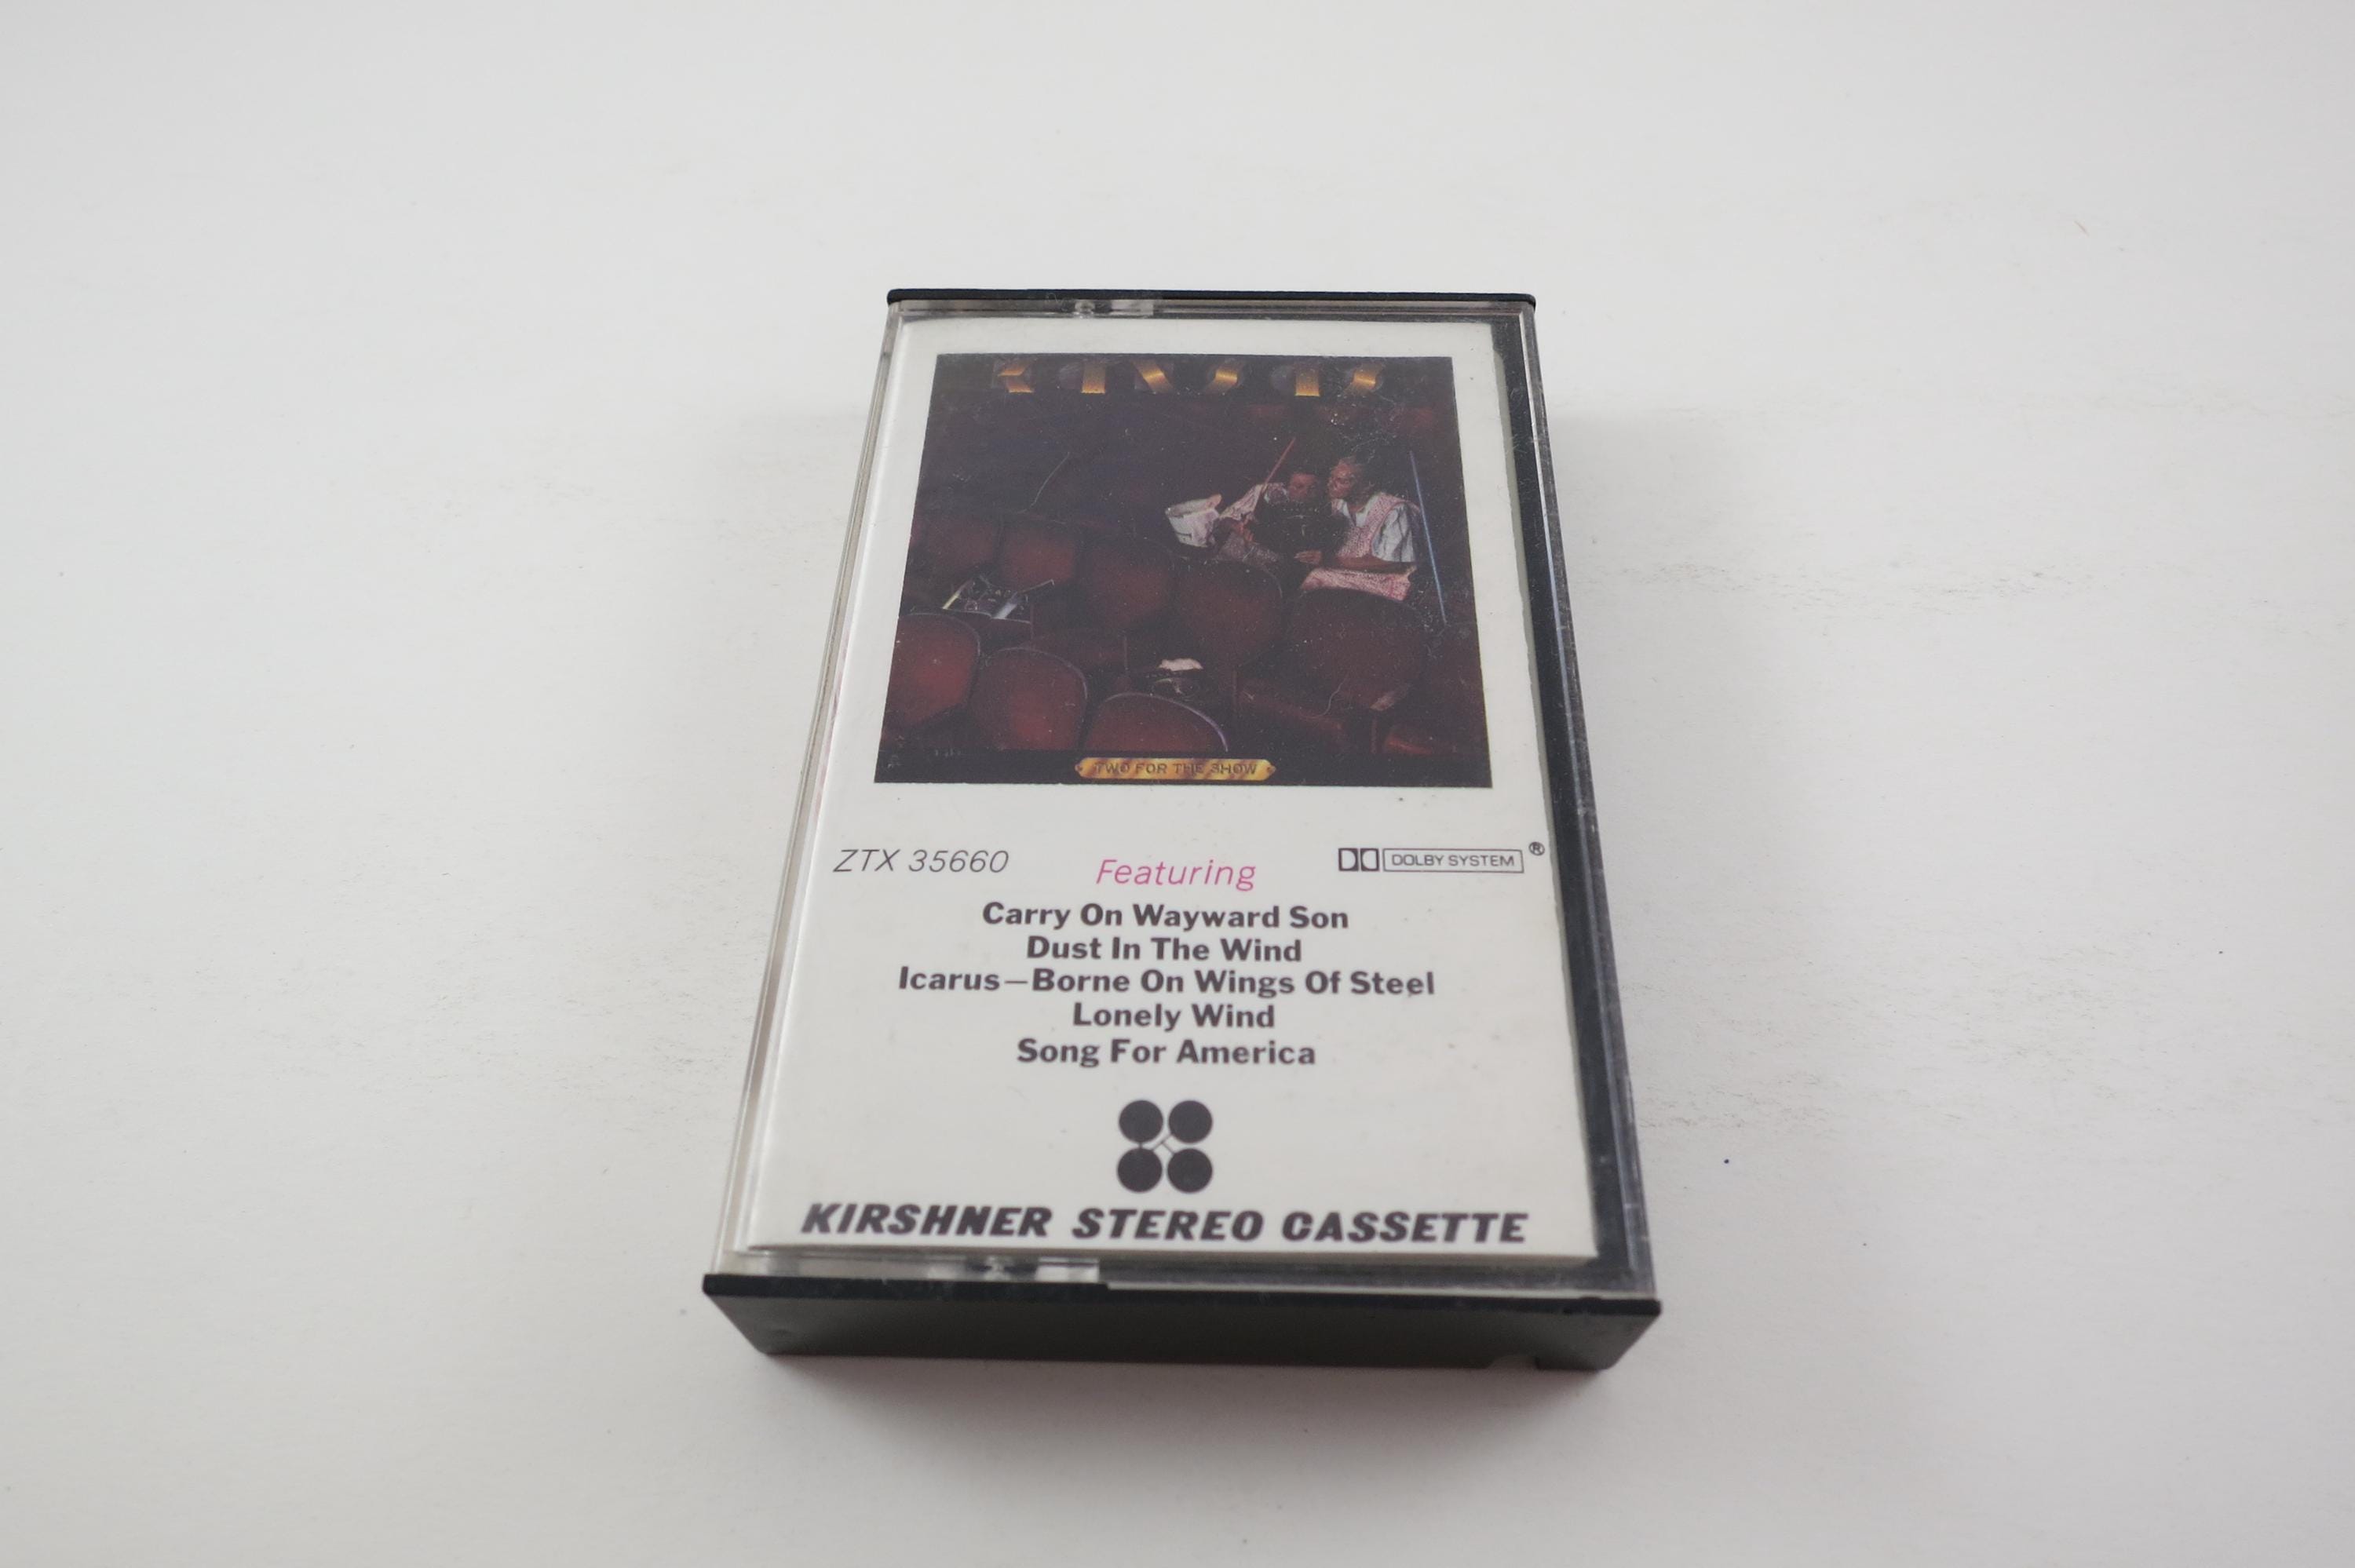 KANSAS
TWO FOR THE SHOW
ZTX 35660
DOLBY SYSTEM ®
Featuring
Carry On Wayward Son
Dust In The Wind
Icarus—Borne On Wings Of Steel
Lonely Wind
Song For America
KIRSHNER STEREO CASSETTE